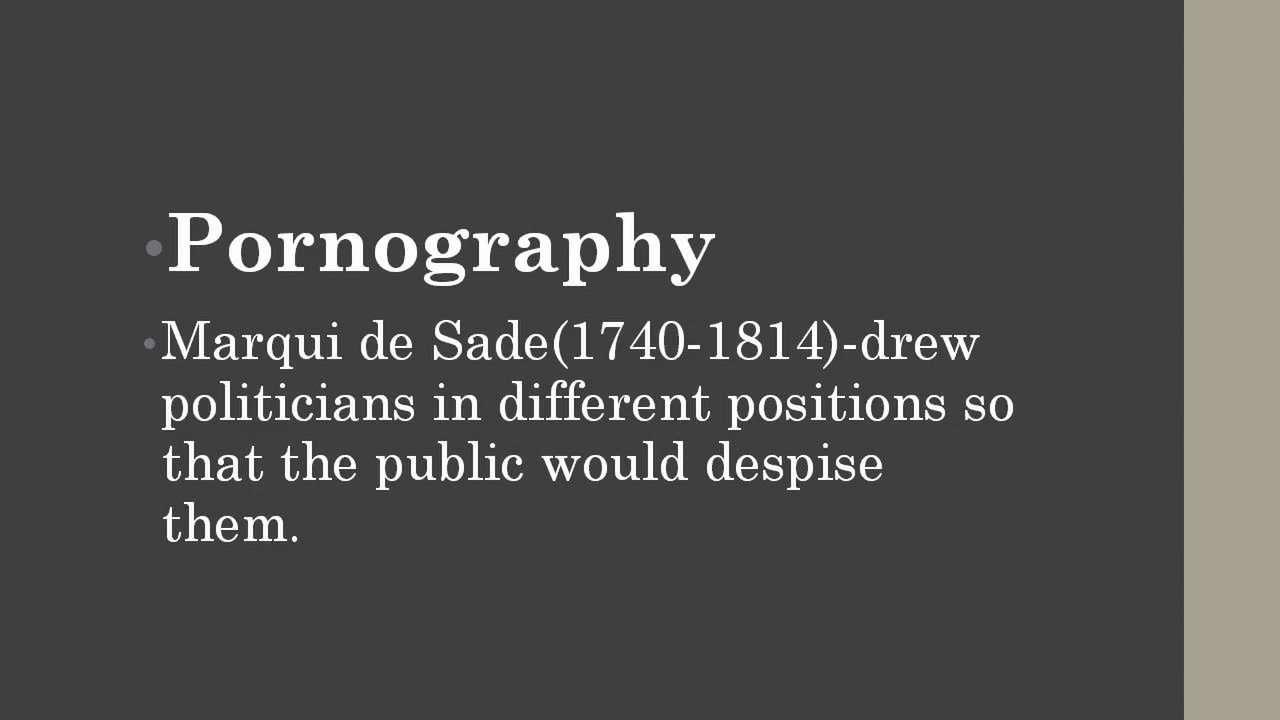 •Pornography
•Marqui de Sade(1740-1814)-drew
politicians in different positions so
that the public would despise
them.